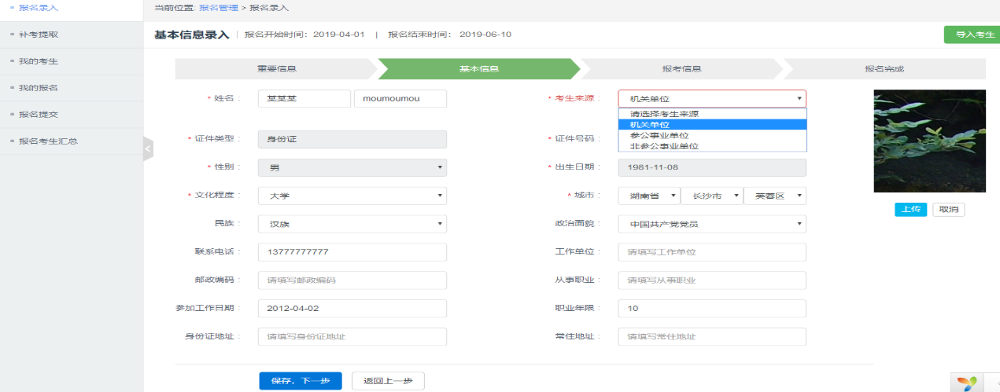 报名录入
当前位置: 报名管理 > 报名录入
补考提取
我的考生
我的报名
报名提交
报名考生汇总
基本信息录入 | 报名开始时间: 2019-04-01 | 报名结束时间: 2019-06-10
导入考生
重要信息 基本信息 报考信息 报名完成
* 姓名 : 某某某 moumoumou
* 考生来源 : 机关单位
请选择考生来源
机关单位
参公事业单位
非参公事业单位
* 证件类型 : 身份证
* 证件号码
* 性别 : 男
* 出生日期 : 1981-11-08
* 文化程度 : 大学
* 城市 : 湖南省 长沙市 芙蓉区
民族 : 汉族
政治面貌 : 中国共产党党员
联系电话 : 13777777777
工作单位 : 请填写工作单位
邮政编码 : 请填写邮政编码
从事职业 : 请填写从事职业
参加工作日期 : 2012-04-02
职业年限 : 10
身份证地址 : 请填写身份证地址
常住地址 : 请填写常住地址
上传 取消
保存，下一步 返回上一步